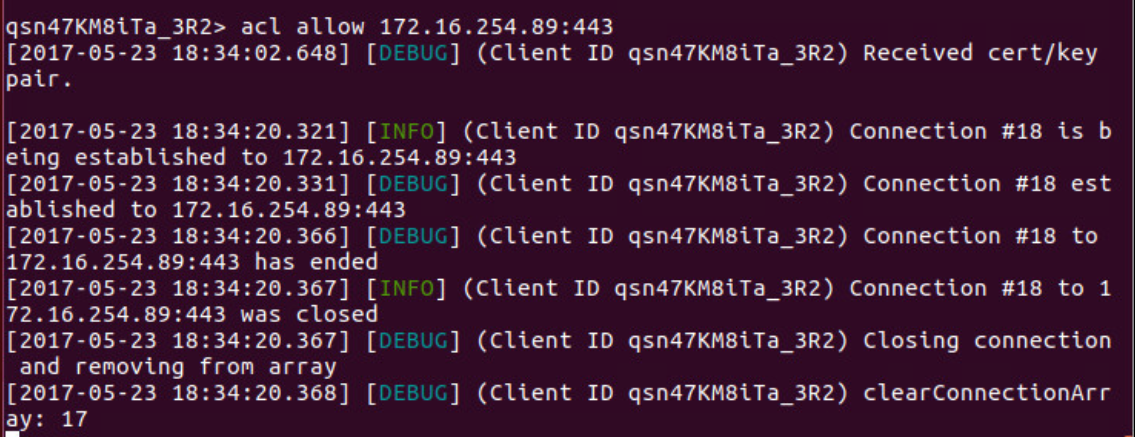 qsn47KM8iTa_3R2> acl allow 172.16.254.89:443
[2017-05-23 18:34:02.648] [DEBUG] (Client ID qsn47KM8iTa_3R2) Received cert/key
pair.
[2017-05-23 18:34:20.321] [INFO] (Client ID qsn47KM8iTa_3R2) Connection #18 is b
eing established to 172.16.254.89:443
[2017-05-23 18:34:20.331] [DEBUG] (Client ID qsn47KM8iTa_3R2) Connection #18 est
ablished to 172.16.254.89:443
[2017-05-23 18:34:20.366] [DEBUG] (Client ID qsn47KM8iTa_3R2) Connection #18 to
172.16.254.89:443 has ended
[2017-05-23 18:34:20.367] [INFO] (Client ID qsn47KM8iTa_3R2) Connection #18 to 1
72.16.254.89:443 was closed
[2017-05-23 18:34:20.367] [DEBUG] (Client ID qsn47KM8iTa_3R2) Closing connection
 and removing from array
[2017-05-23 18:34:20.368] [DEBUG] (Client ID qsn47KM8iTa_3R2) clearConnectionArr
ay: 17